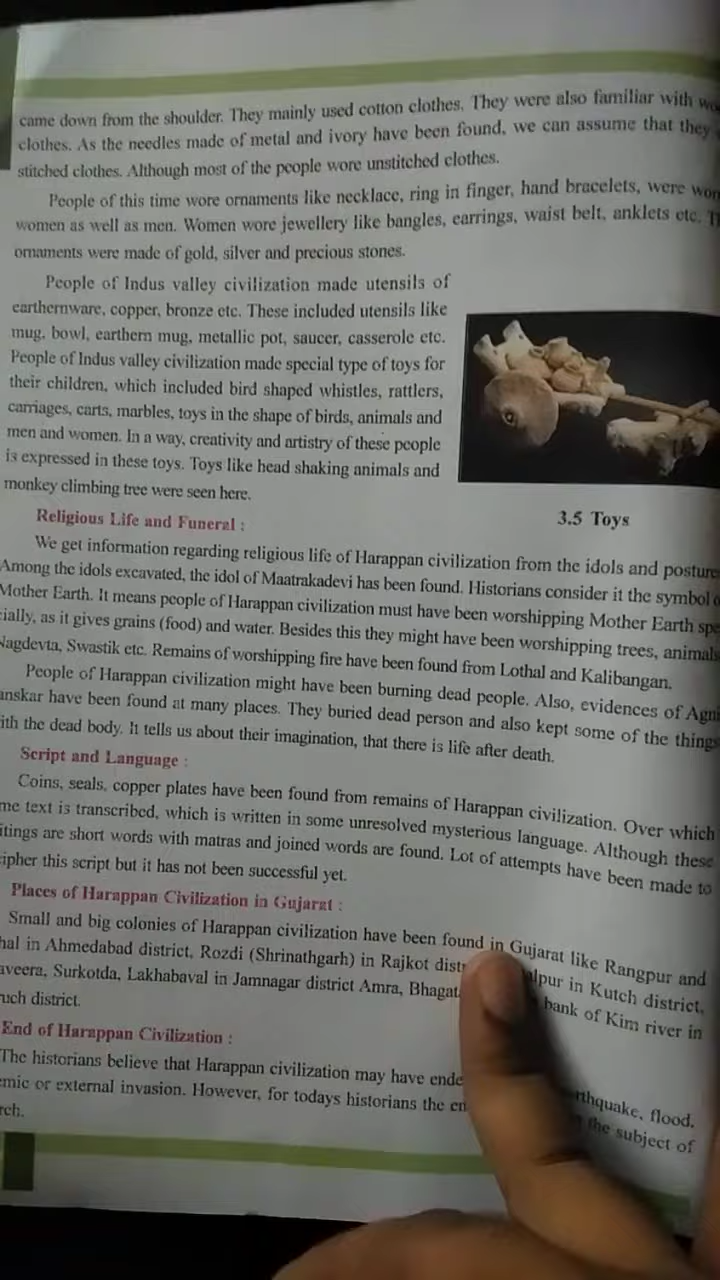 came down from the shoulder. They mainly used cotton clothes. They were also familiar with
clothes. As the needles made of metal and ivory have been found, we can assume that they
stitched clothes. Although most of the people wore unstitched clothes.
People of this time wore ornaments like necklace, ring in finger, hand bracelets, were
women as well as men. Women wore jewellery like bangles, earrings, waist belt, anklets etc.
ornaments were made of gold, silver and precious stones.
People of Indus valley civilization made utensils of
earthernware, copper, bronze etc. These included utensils like
mug, bowl, earthern mug, metallic pot, saucer, casserole etc.
People of Indus valley civilization made special type of toys for
their children, which included bird shaped whistles, rattlers,
carriages, carts, marbles, toys in the shape of birds, animals and
men and women. In a way, creativity and artistry of these people
is expressed in these toys. Toys like head shaking animals and
monkey climbing tree were seen here.
3.5 Toys
Religious Life and Funeral :
We get information regarding religious life of Harappan civilization from the idols and
Among the idols excavated, the idol of Maatrakadevi has been found. Historians consider it the symbol
Mother Earth. It means people of Harappan civilization must have been worshipping Mother Earth spe
cially, as it gives grains (food) and water. Besides this they might have been worshipping trees, animals
Nagdevta, Swastik etc. Remains of worshipping fire have been found from Lothal and Kalibangan.
People of Harappan civilization might have been burning dead people. Also, evidences of Agni
anskar have been found at many places. They buried dead person and also kept some of the things
ith the dead body. It tells us about their imagination, that there is life after death.
Script and Language :
Coins, seals, copper plates have been found from remains of Harappan civilization. Over which
me text is transcribed, which is written in some unresolved mysterious language. Although these
itings are short words with matras and joined words are found. Lot of attempts have been made to
ipher this script but it has not been successful yet.
Places of Harappan Civilization in Gujarat :
Small and big colonies of Harappan civilization have been found in Gujarat like Rangpur and
hal in Ahmedabad district, Rozdi (Shrinathgarh) in Rajkot distr alpur in Kutch district,
aveera, Surkotda, Lakhabaval in Jamnagar district Amra, Bhagat bank of Kim river in
uch district.
End of Harappan Civilization :
The historians believe that Harappan civilization may have ende rthquake, flood,
emic or external invasion. However, for todays historians the en the subject of
rch.